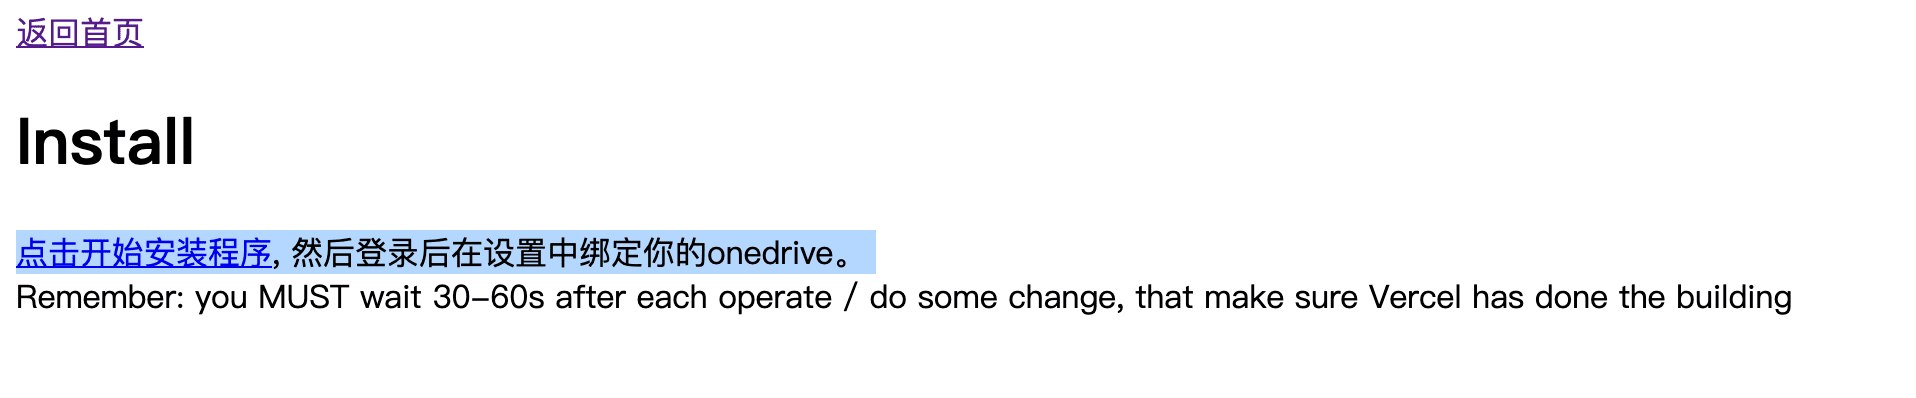 返回首页
Install
点击开始安装程序, 然后登录后在设置中绑定你的onedrive。
Remember: you MUST wait 30-60s after each operate / do some change, that make sure Vercel has done the building